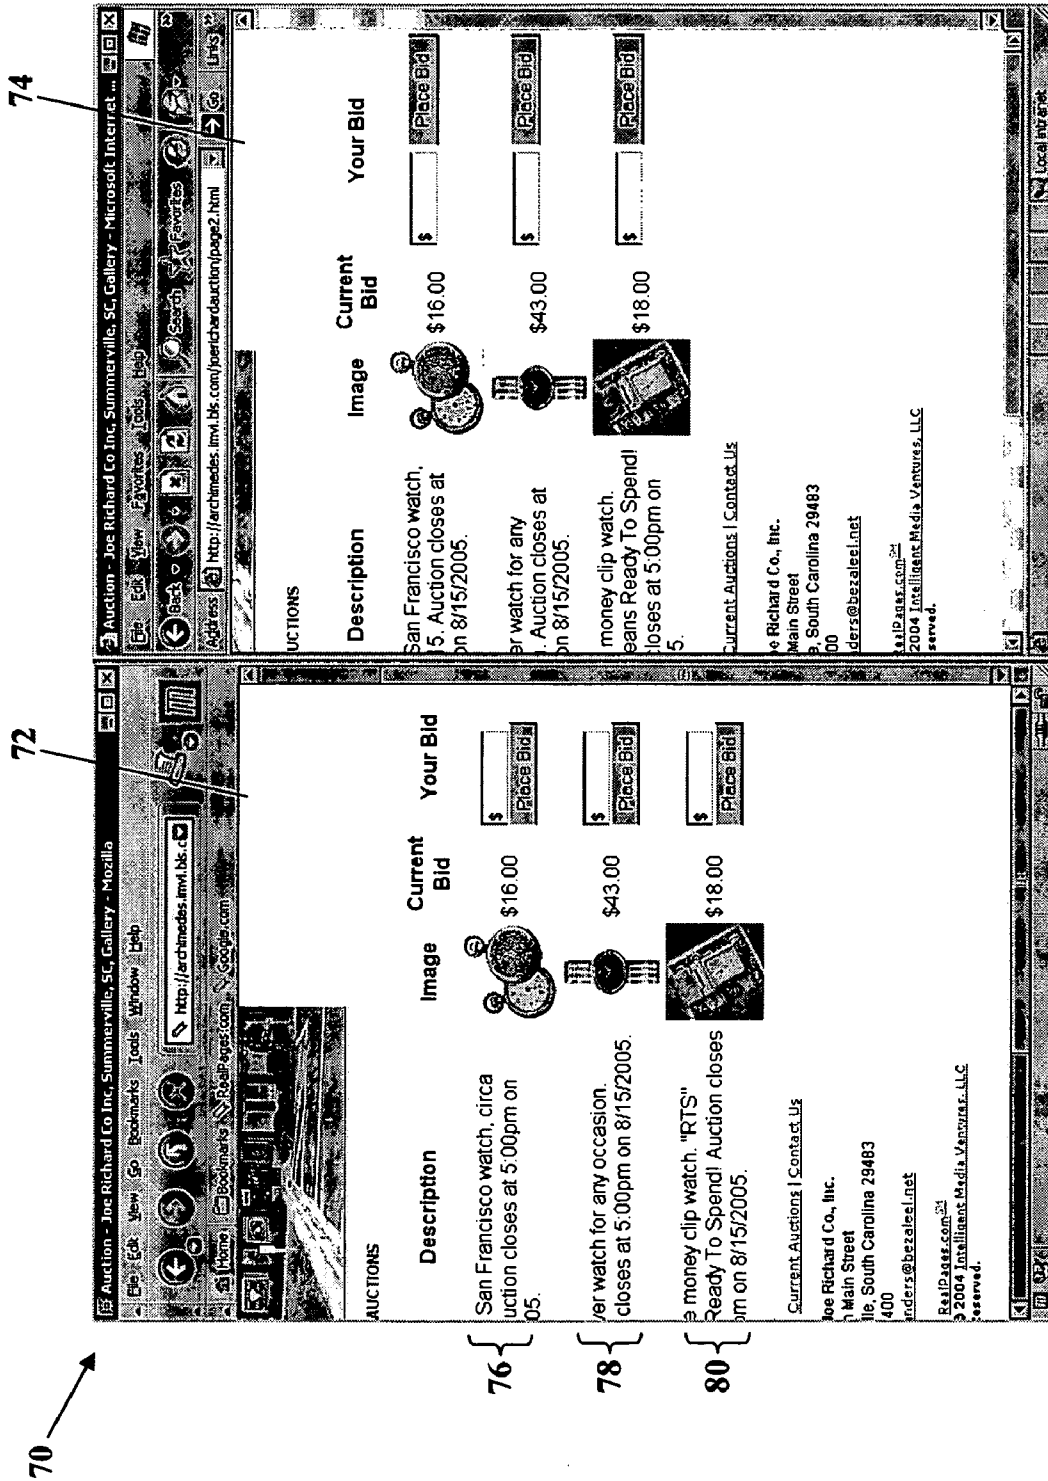 70
72
Auction - Joe Richard Co Inc, Summerville, SC, Gallery - Mozilla
File Edit View Go Bookmarks Tools Window Help
http://archimedes.imvi.bls.c
Home Bookmarks RealPages.com Google.com
AUCTIONS
Description Image Current Bid Your Bid
76
San Francisco watch, circa
uction closes at 5:00pm on
05.
$16.00 $ Place Bid
78
ver watch for any occasion.
closes at 5:00pm on 8/15/2005.
$43.00 $ Place Bid
80
e money clip watch. "RTS"
Ready To Spend! Auction closes
pm on 8/15/2005.
$18.00 $ Place Bid
Current Auctions | Contact Us
Joe Richard Co., Inc.
n Main Street
lle, South Carolina 29483
400
anders@bezaleel.net
RealPages.com SM
© 2004 Intelligent Media Ventures, LLC
eserved.
74
Auction - Joe Richard Co Inc, Summerville, SC, Gallery - Microsoft Internet ...
File Edit View Favorites Tools Help
Back Search Favorites
Address http://archimedes.imvi.bls.com/joerichardauction/page2.html Go Links
UCTIONS
Description Image Current Bid Your Bid
San Francisco watch,
5. Auction closes at
on 8/15/2005.
$16.00 $ Place Bid
er watch for any
. Auction closes at
on 8/15/2005.
$43.00 $ Place Bid
money clip watch.
eans Ready To Spend!
loses at 5:00pm on
5.
$18.00 $ Place Bid
Current Auctions | Contact Us
oe Richard Co., Inc.
Main Street
e, South Carolina 29483
00
ders@bezaleel.net
RealPages.com SM
2004 Intelligent Media Ventures, LLC
served.
Local intranet